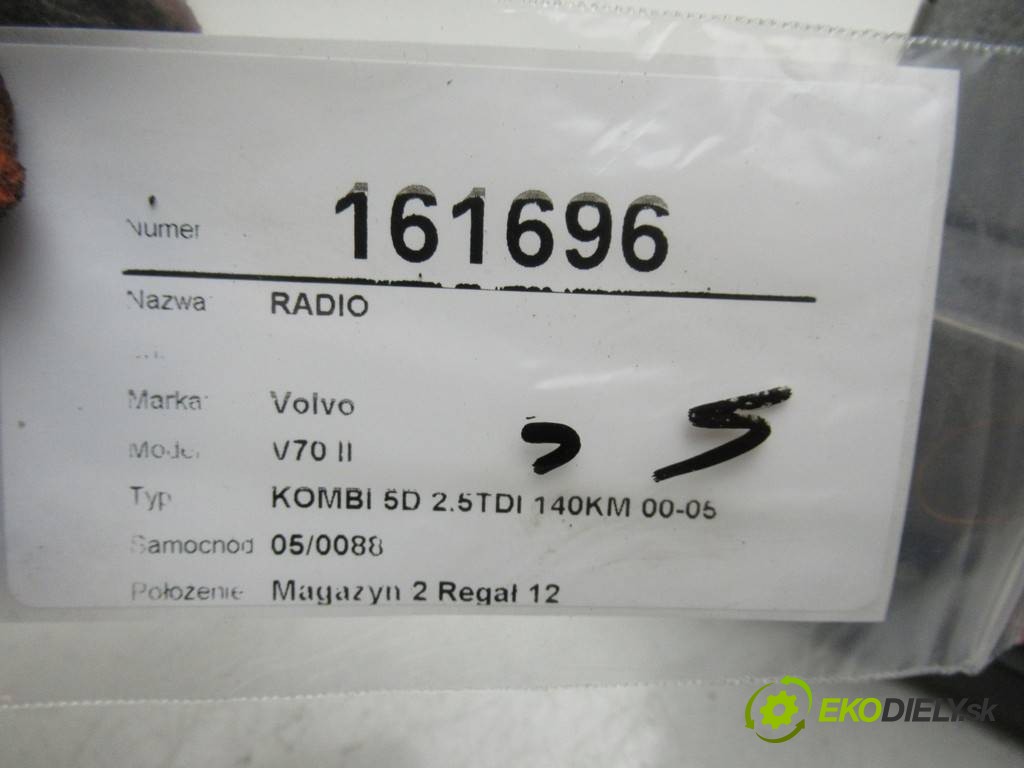 Numer 161696
Nazwa RADIO
Marka Volvo
Model V70 II
Typ KOMBI 5D 2.5TDI 140KM 00-05
Samochód 05/0088
Położenie Magazyn 2 Regał 12
EKODIELY.sk